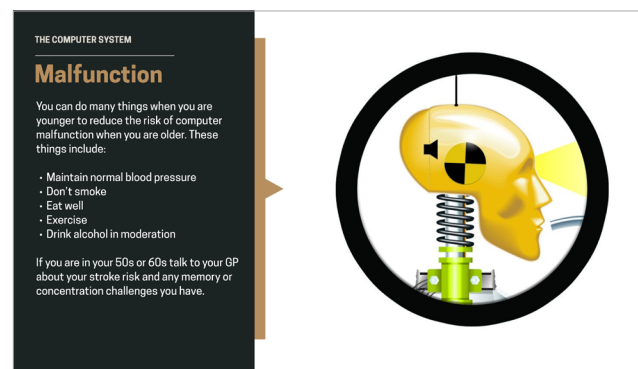 THE COMPUTER SYSTEM
Malfunction
You can do many things when you are
younger to reduce the risk of computer
malfunction when you are older. These
things include:
• Maintain normal blood pressure
• Don't smoke
• Eat well
• Exercise
• Drink alcohol in moderation
If you are in your 50s or 60s talk to your GP
about your stroke risk and any memory or
concentration challenges you have.